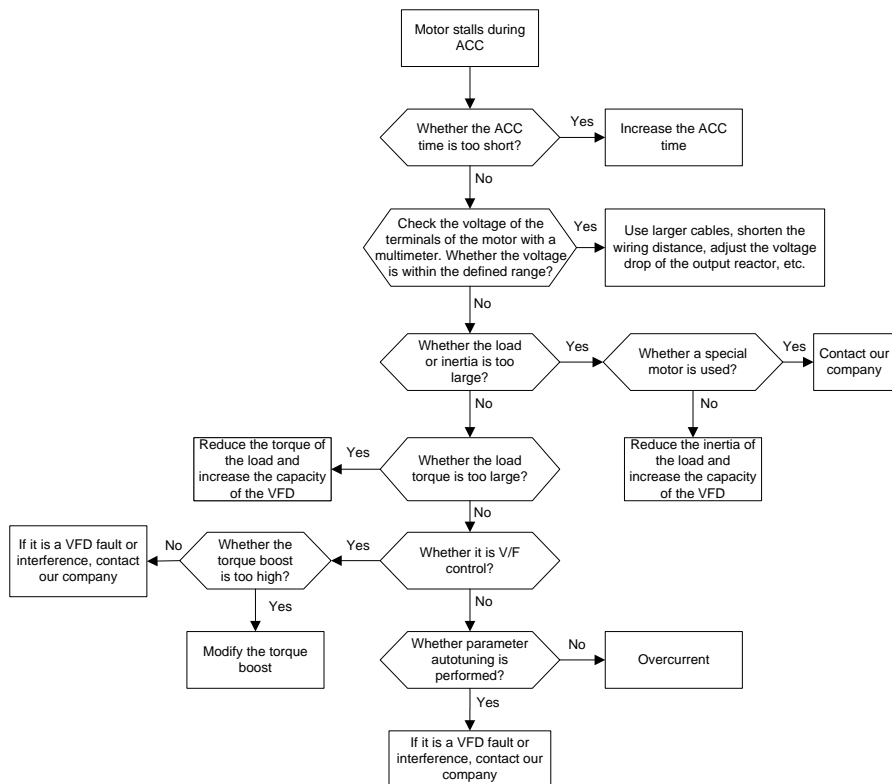 Motor stalls during
ACC
Whether the ACC
time is too short?
Yes
Increase the ACC
time
No
Check the voltage of the
terminals of the motor with a
multimeter. Whether the voltage
is within the defined range?
Yes
Use larger cables, shorten the
wiring distance, adjust the voltage
drop of the output reactor, etc.
No
Whether the load
or inertia is too
large?
Yes
Whether a special
motor is used?
Yes
Contact our
company
No
No
Reduce the torque of
the load and
increase the capacity
of the VFD
Yes
Whether the load
torque is too large?
Reduce the inertia of
the load and
increase the capacity
of the VFD
No
If it is a VFD fault or
interference, contact
our company
No
Whether the
torque boost
is too high?
Yes
Whether it is V/F
control?
Yes
No
Modify the torque
boost
Whether parameter
autotuning is
performed?
No
Overcurrent
Yes
If it is a VFD fault or
interference, contact our
company